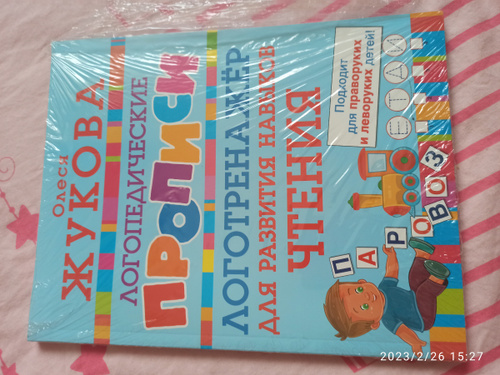 Олеся
ЖУКОВА
ЛОГОПЕДИЧЕСКИЕ
ПРОПИСИ
ЛОГОТРЕНАЖЁР
ДЛЯ РАЗВИТИЯ НАВЫКОВ
ЧТЕНИЯ
Подходит
для праворуких
и леворуких детей!
ПАРОВОЗ
2023/2/26 15:27